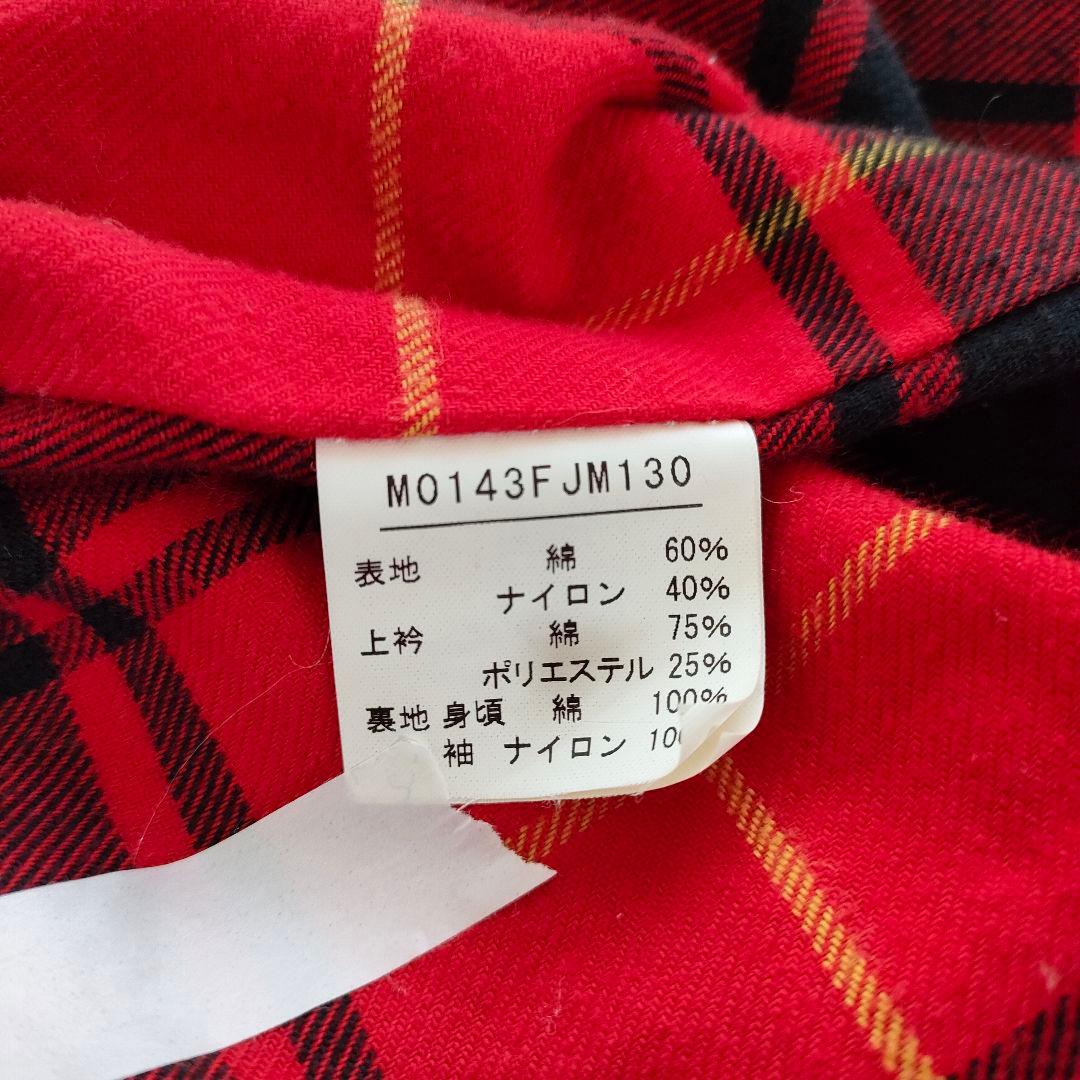 M0143FJM130
表地 綿 60%
ナイロン 40%
上衿 綿 75%
ポリエステル 25%
裏地 身頃 綿 100%
袖 ナイロン